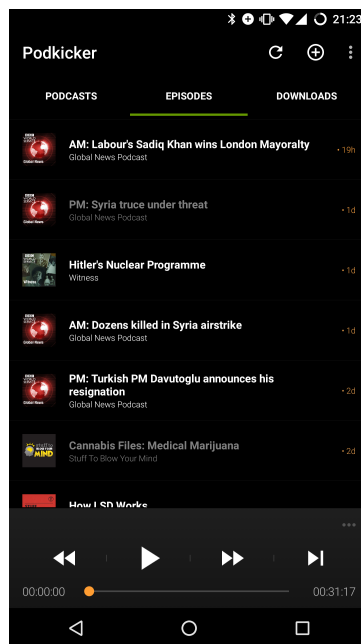 21:23
Podkicker
PODCASTS EPISODES DOWNLOADS
AM: Labour's Sadiq Khan wins London Mayoralty
Global News Podcast
• 19h
PM: Syria truce under threat
Global News Podcast
• 1d
Hitler's Nuclear Programme
Witness
• 1d
AM: Dozens killed in Syria airstrike
Global News Podcast
• 1d
PM: Turkish PM Davutoglu announces his
resignation
Global News Podcast
• 2d
MIND
Cannabis Files: Medical Marijuana
Stuff To Blow Your Mind
• 2d
How LSD Works
00:00:00 00:31:17